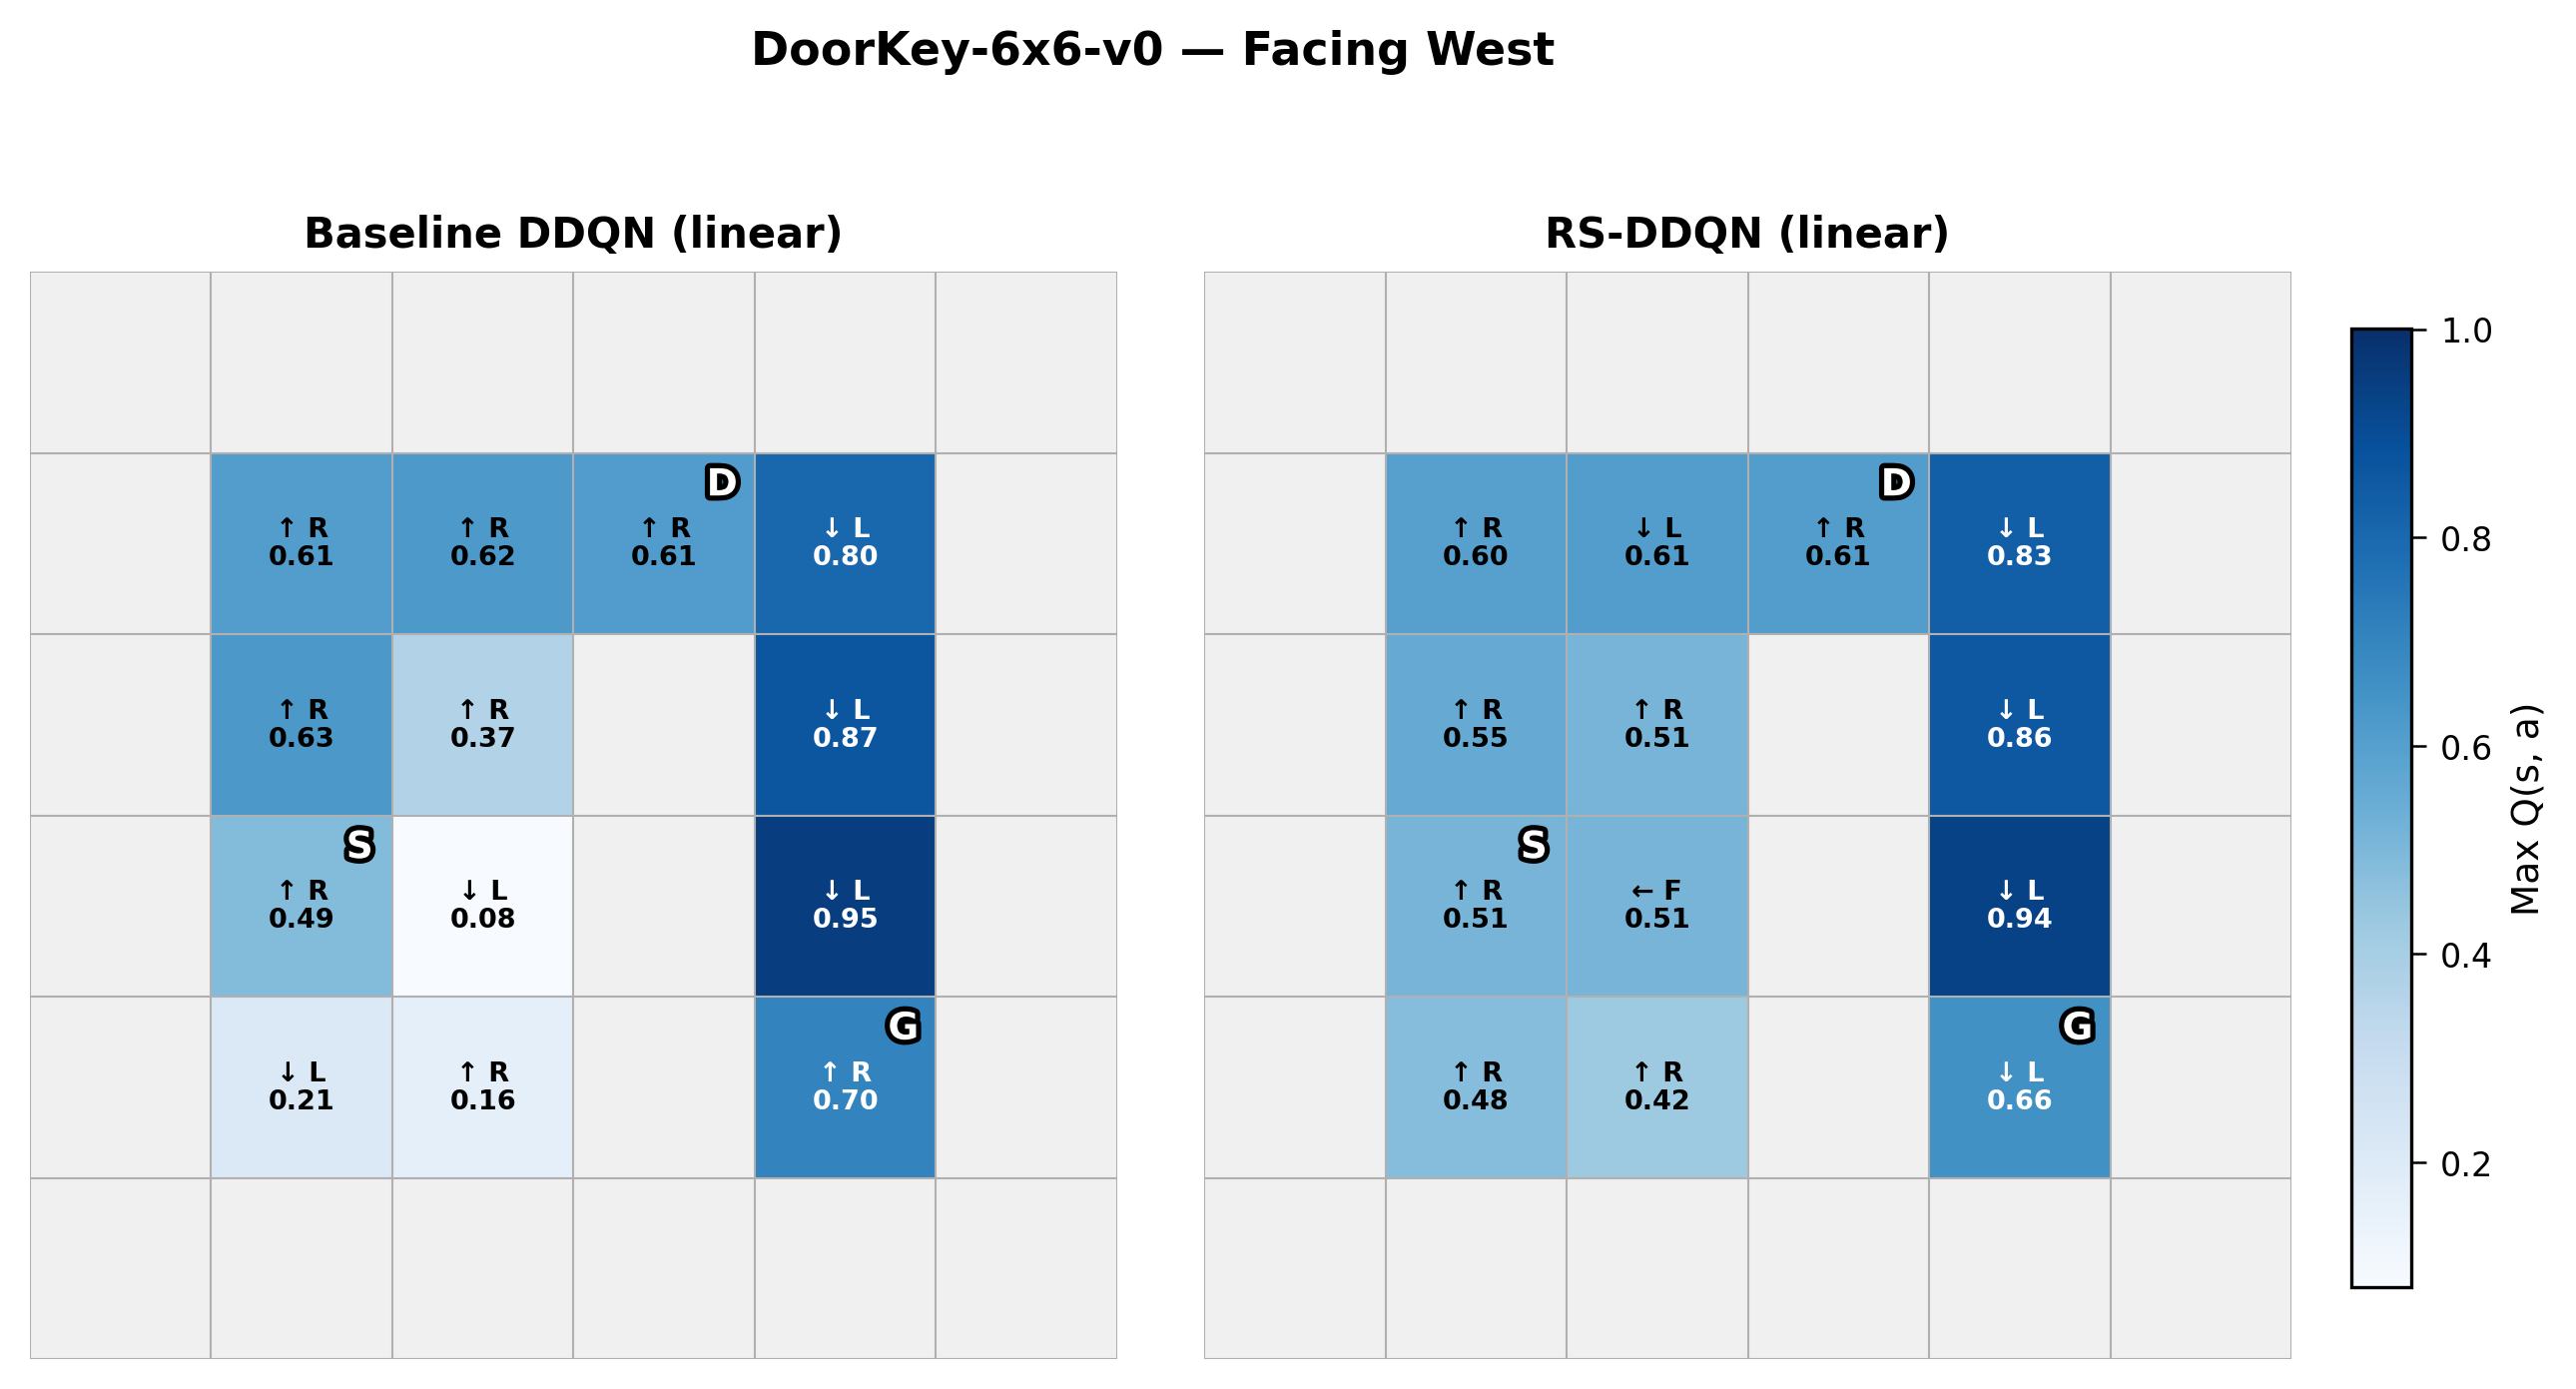 DoorKey-6x6-v0 — Facing West
Baseline DDQN (linear)
D
↑ R
0.61
↑ R
0.62
↑ R
0.61
↓ L
0.80
↑ R
0.63
↑ R
0.37
↓ L
0.87
S
↑ R
0.49
↓ L
0.08
↓ L
0.95
G
↓ L
0.21
↑ R
0.16
↑ R
0.70
RS-DDQN (linear)
D
↑ R
0.60
↓ L
0.61
↑ R
0.61
↓ L
0.83
↑ R
0.55
↑ R
0.51
↓ L
0.86
S
↑ R
0.51
← F
0.51
↓ L
0.94
G
↑ R
0.48
↑ R
0.42
↓ L
0.66
1.0
0.8
0.6
0.4
0.2
Max Q(s, a)